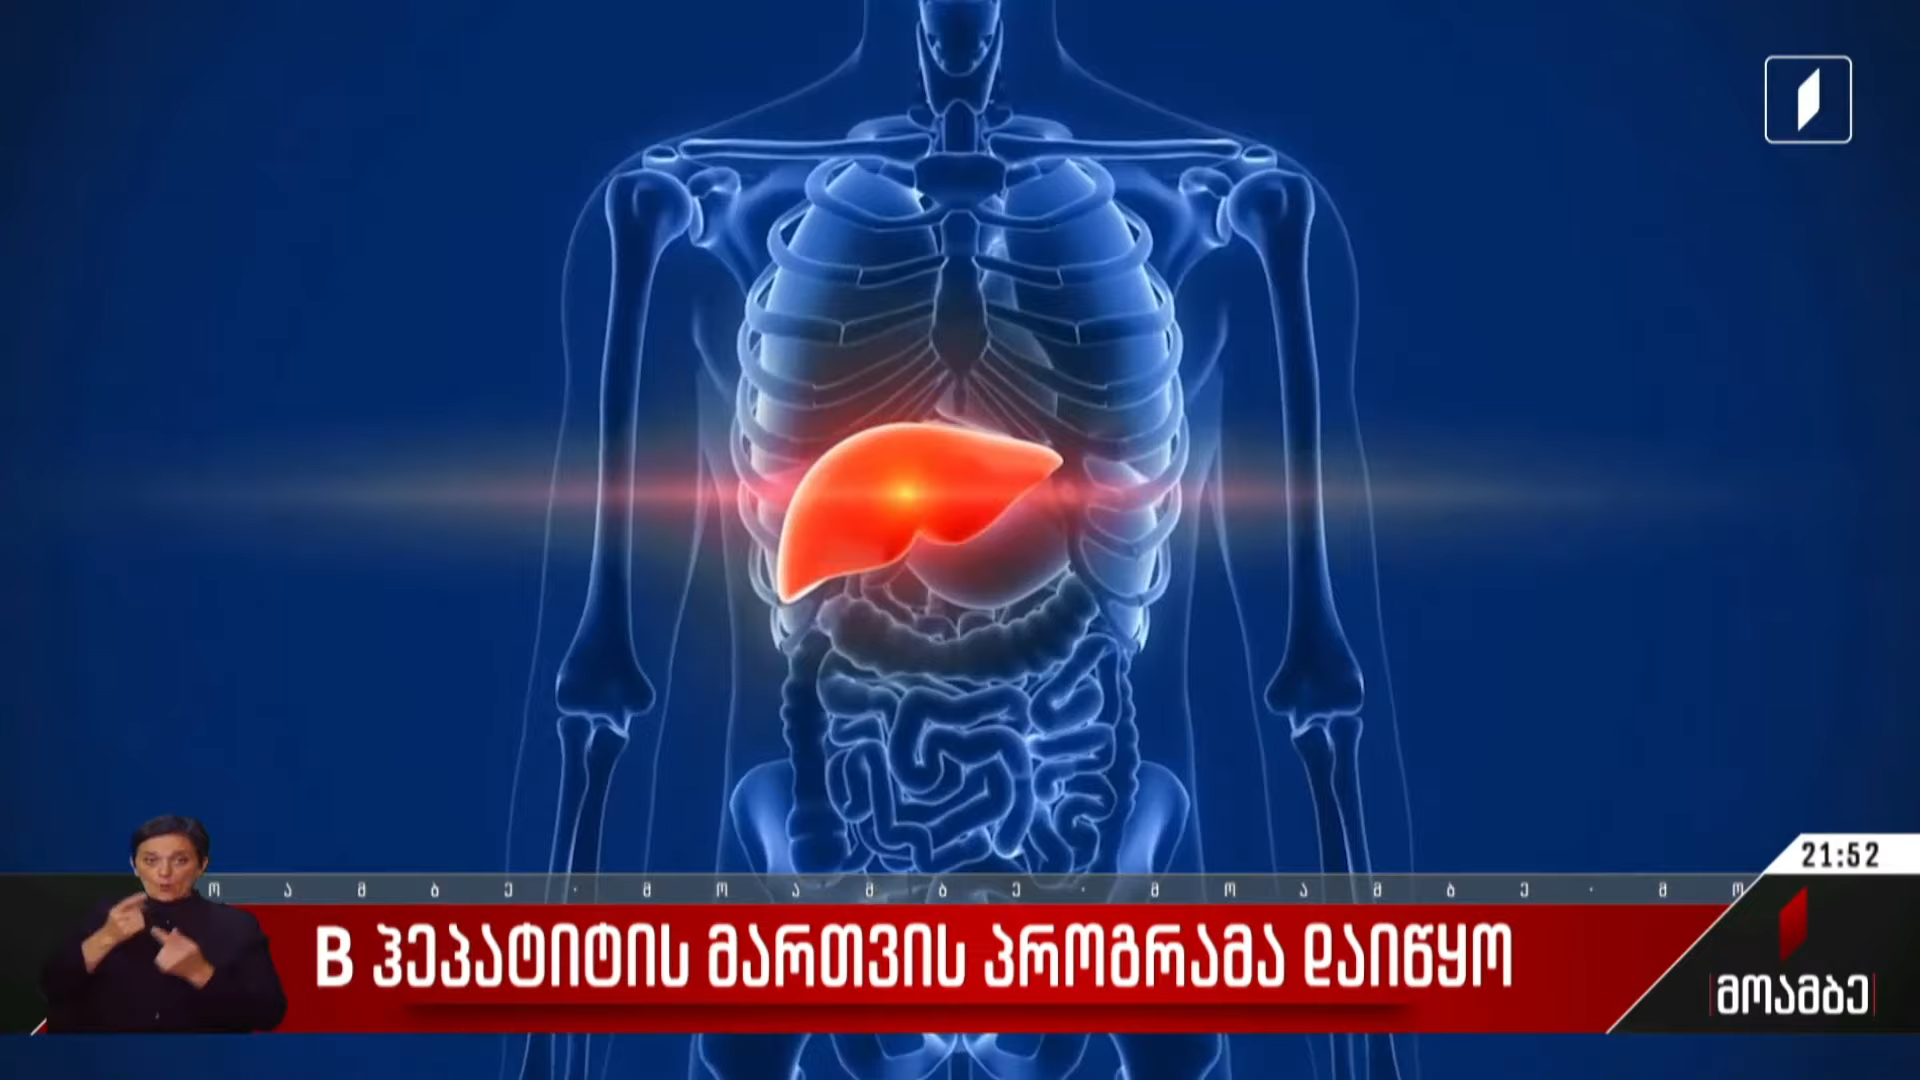 21:52
ო ა მ ბ ე · მ ო ა მ ბ ე · მ ო ა მ ბ ე · მ ო
B ჰეპატიტის მართვის პროგრამა დაიწყო
მოამბე